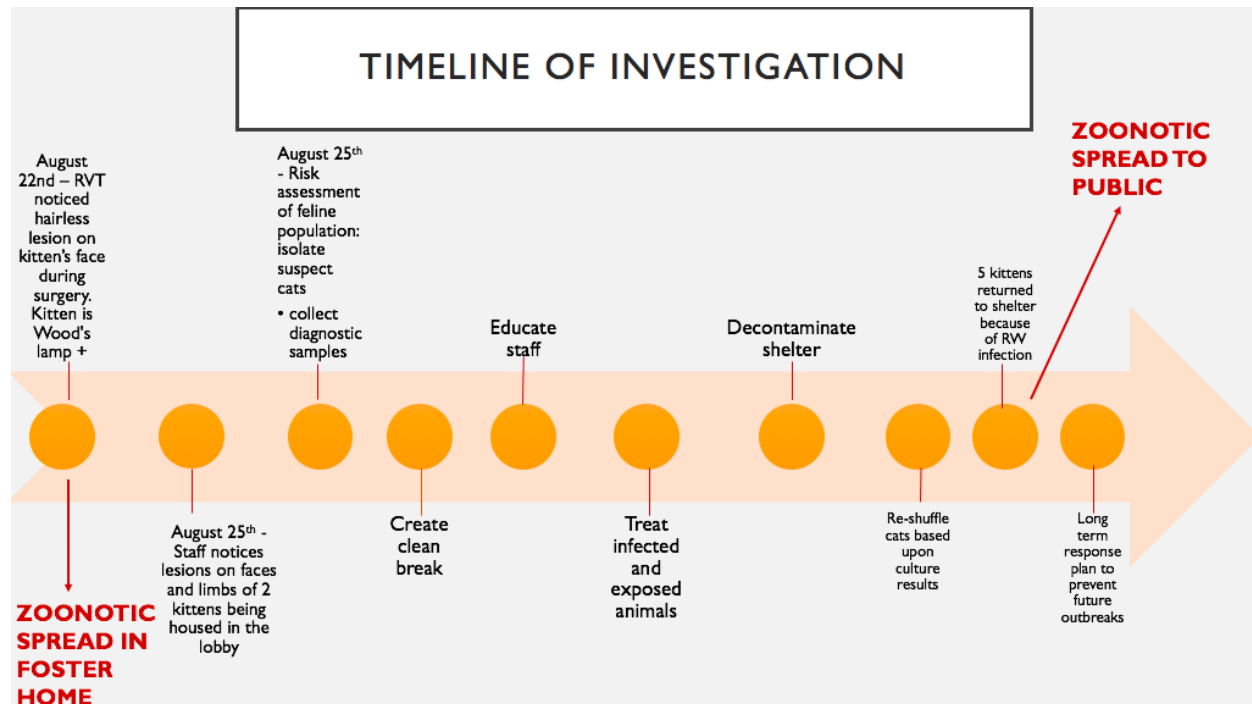 TIMELINE OF INVESTIGATION
August
22nd – RVT
noticed
hairless
lesion on
kitten's face
during
surgery.
Kitten is
Wood's
lamp +
ZOONOTIC
SPREAD IN
FOSTER
HOME
August 25th -
Staff notices
lesions on faces
and limbs of 2
kittens being
housed in the
lobby
August 25th
- Risk
assessment
of feline
population:
isolate
suspect
cats
• collect
diagnostic
samples
Create
clean
break
Educate
staff
Treat
infected
and
exposed
animals
Decontaminate
shelter
Re-shuffle
cats based
upon
culture
results
5 kittens
returned
to shelter
because
of RW
infection
ZOONOTIC
SPREAD TO
PUBLIC
Long
term
response
plan to
prevent
future
outbreaks